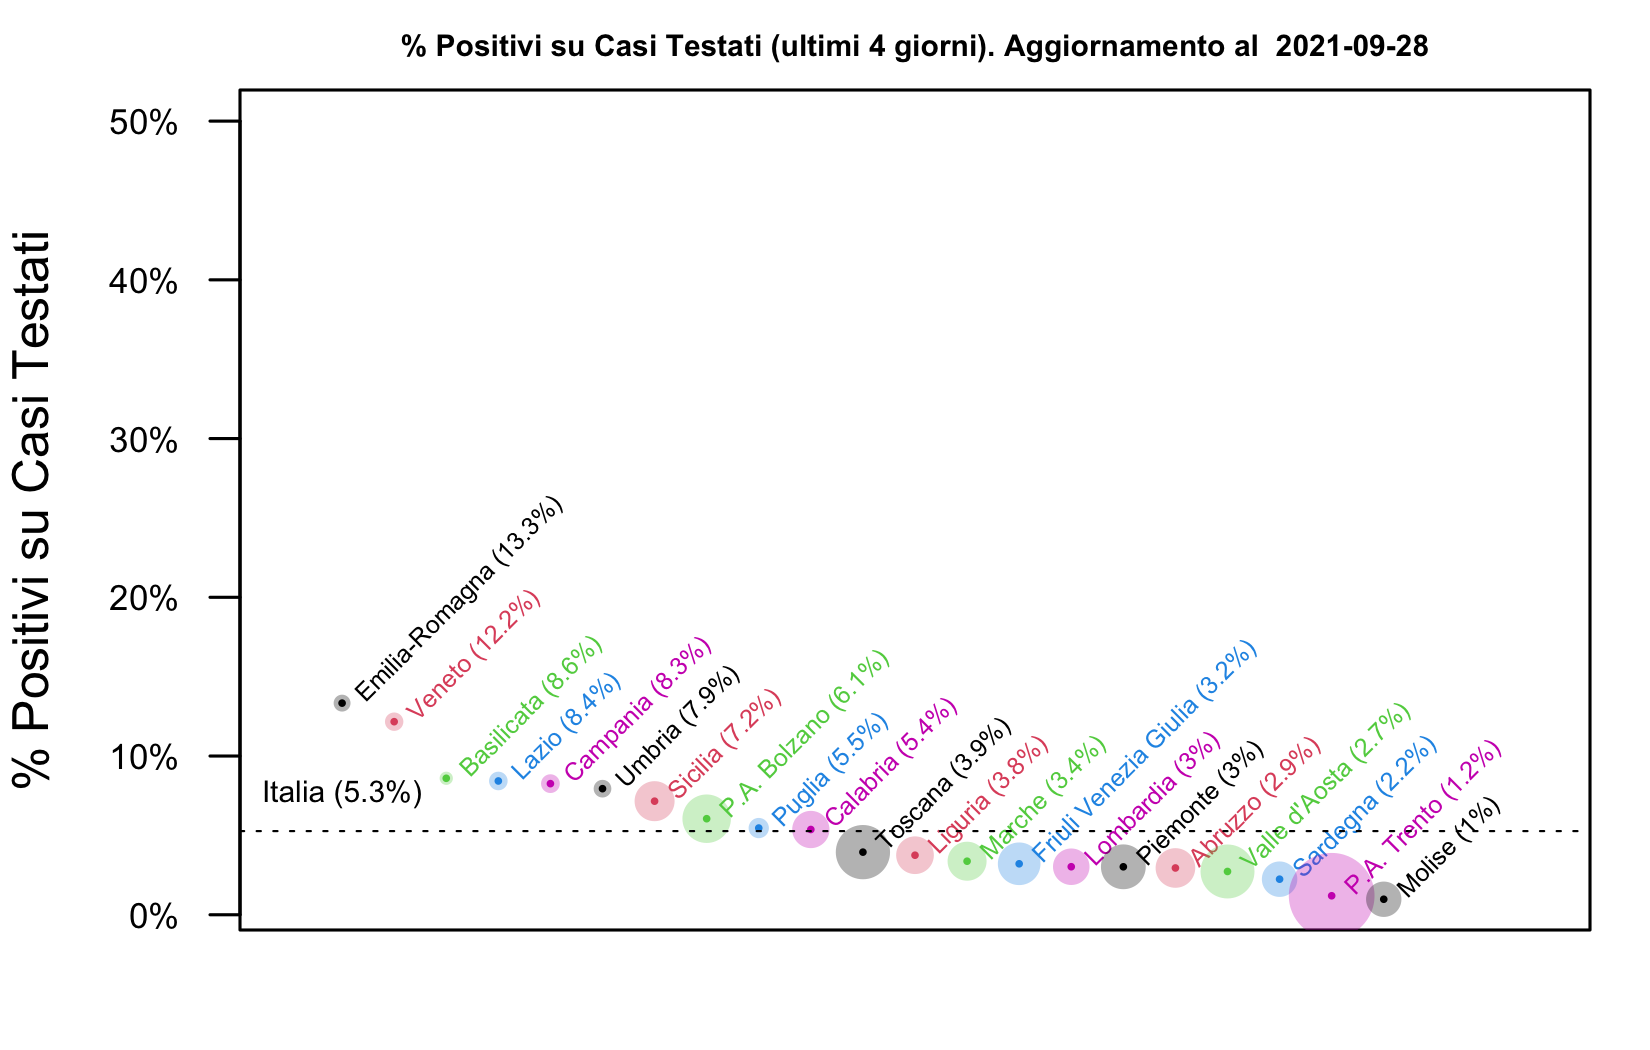 % Positivi su Casi Testati (ultimi 4 giorni). Aggiornamento al  2021-09-28
% Positivi su Casi Testati
50%
40%
30%
20%
10%
0%
Italia (5.3%)
Emilia-Romagna (13.3%)
Veneto (12.2%)
Basilicata (8.6%)
Lazio (8.4%)
Campania (8.3%)
Umbria (7.9%)
Sicilia (7.2%)
P.A. Bolzano (6.1%)
Puglia (5.5%)
Calabria (5.4%)
Toscana (3.9%)
Liguria (3.8%)
Marche (3.4%)
Friuli Venezia Giulia (3.2%)
Lombardia (3%)
Piemonte (3%)
Abruzzo (2.9%)
Valle d'Aosta (2.7%)
Sardegna (2.2%)
P.A. Trento (1.2%)
Molise (1%)